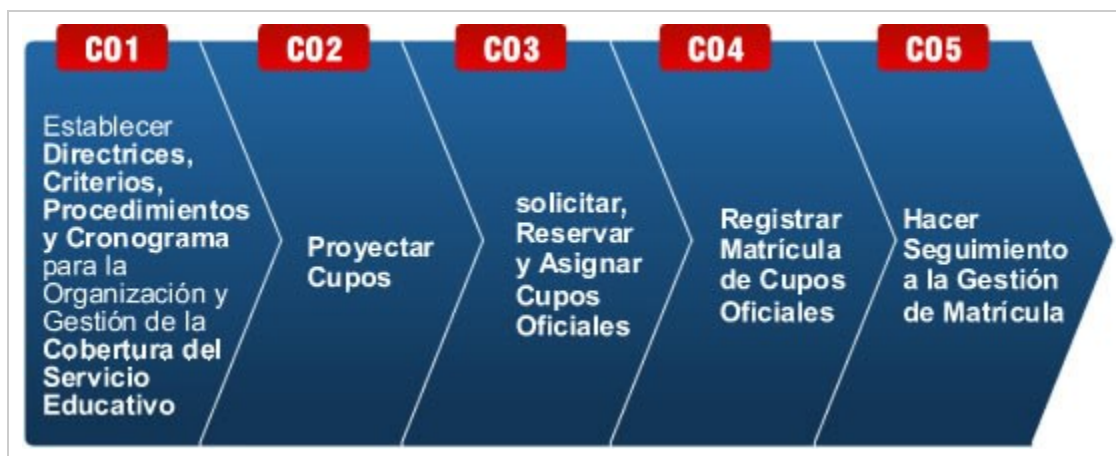 C01
Establecer
Directrices,
Criterios,
Procedimientos
y Cronograma
para la
Organización y
Gestión de la
Cobertura del
Servicio
Educativo
C02
Proyectar
Cupos
C03
solicitar,
Reservar
y Asignar
Cupos
Oficiales
C04
Registrar
Matrícula
de Cupos
Oficiales
C05
Hacer
Seguimiento
a la Gestión
de Matrícula